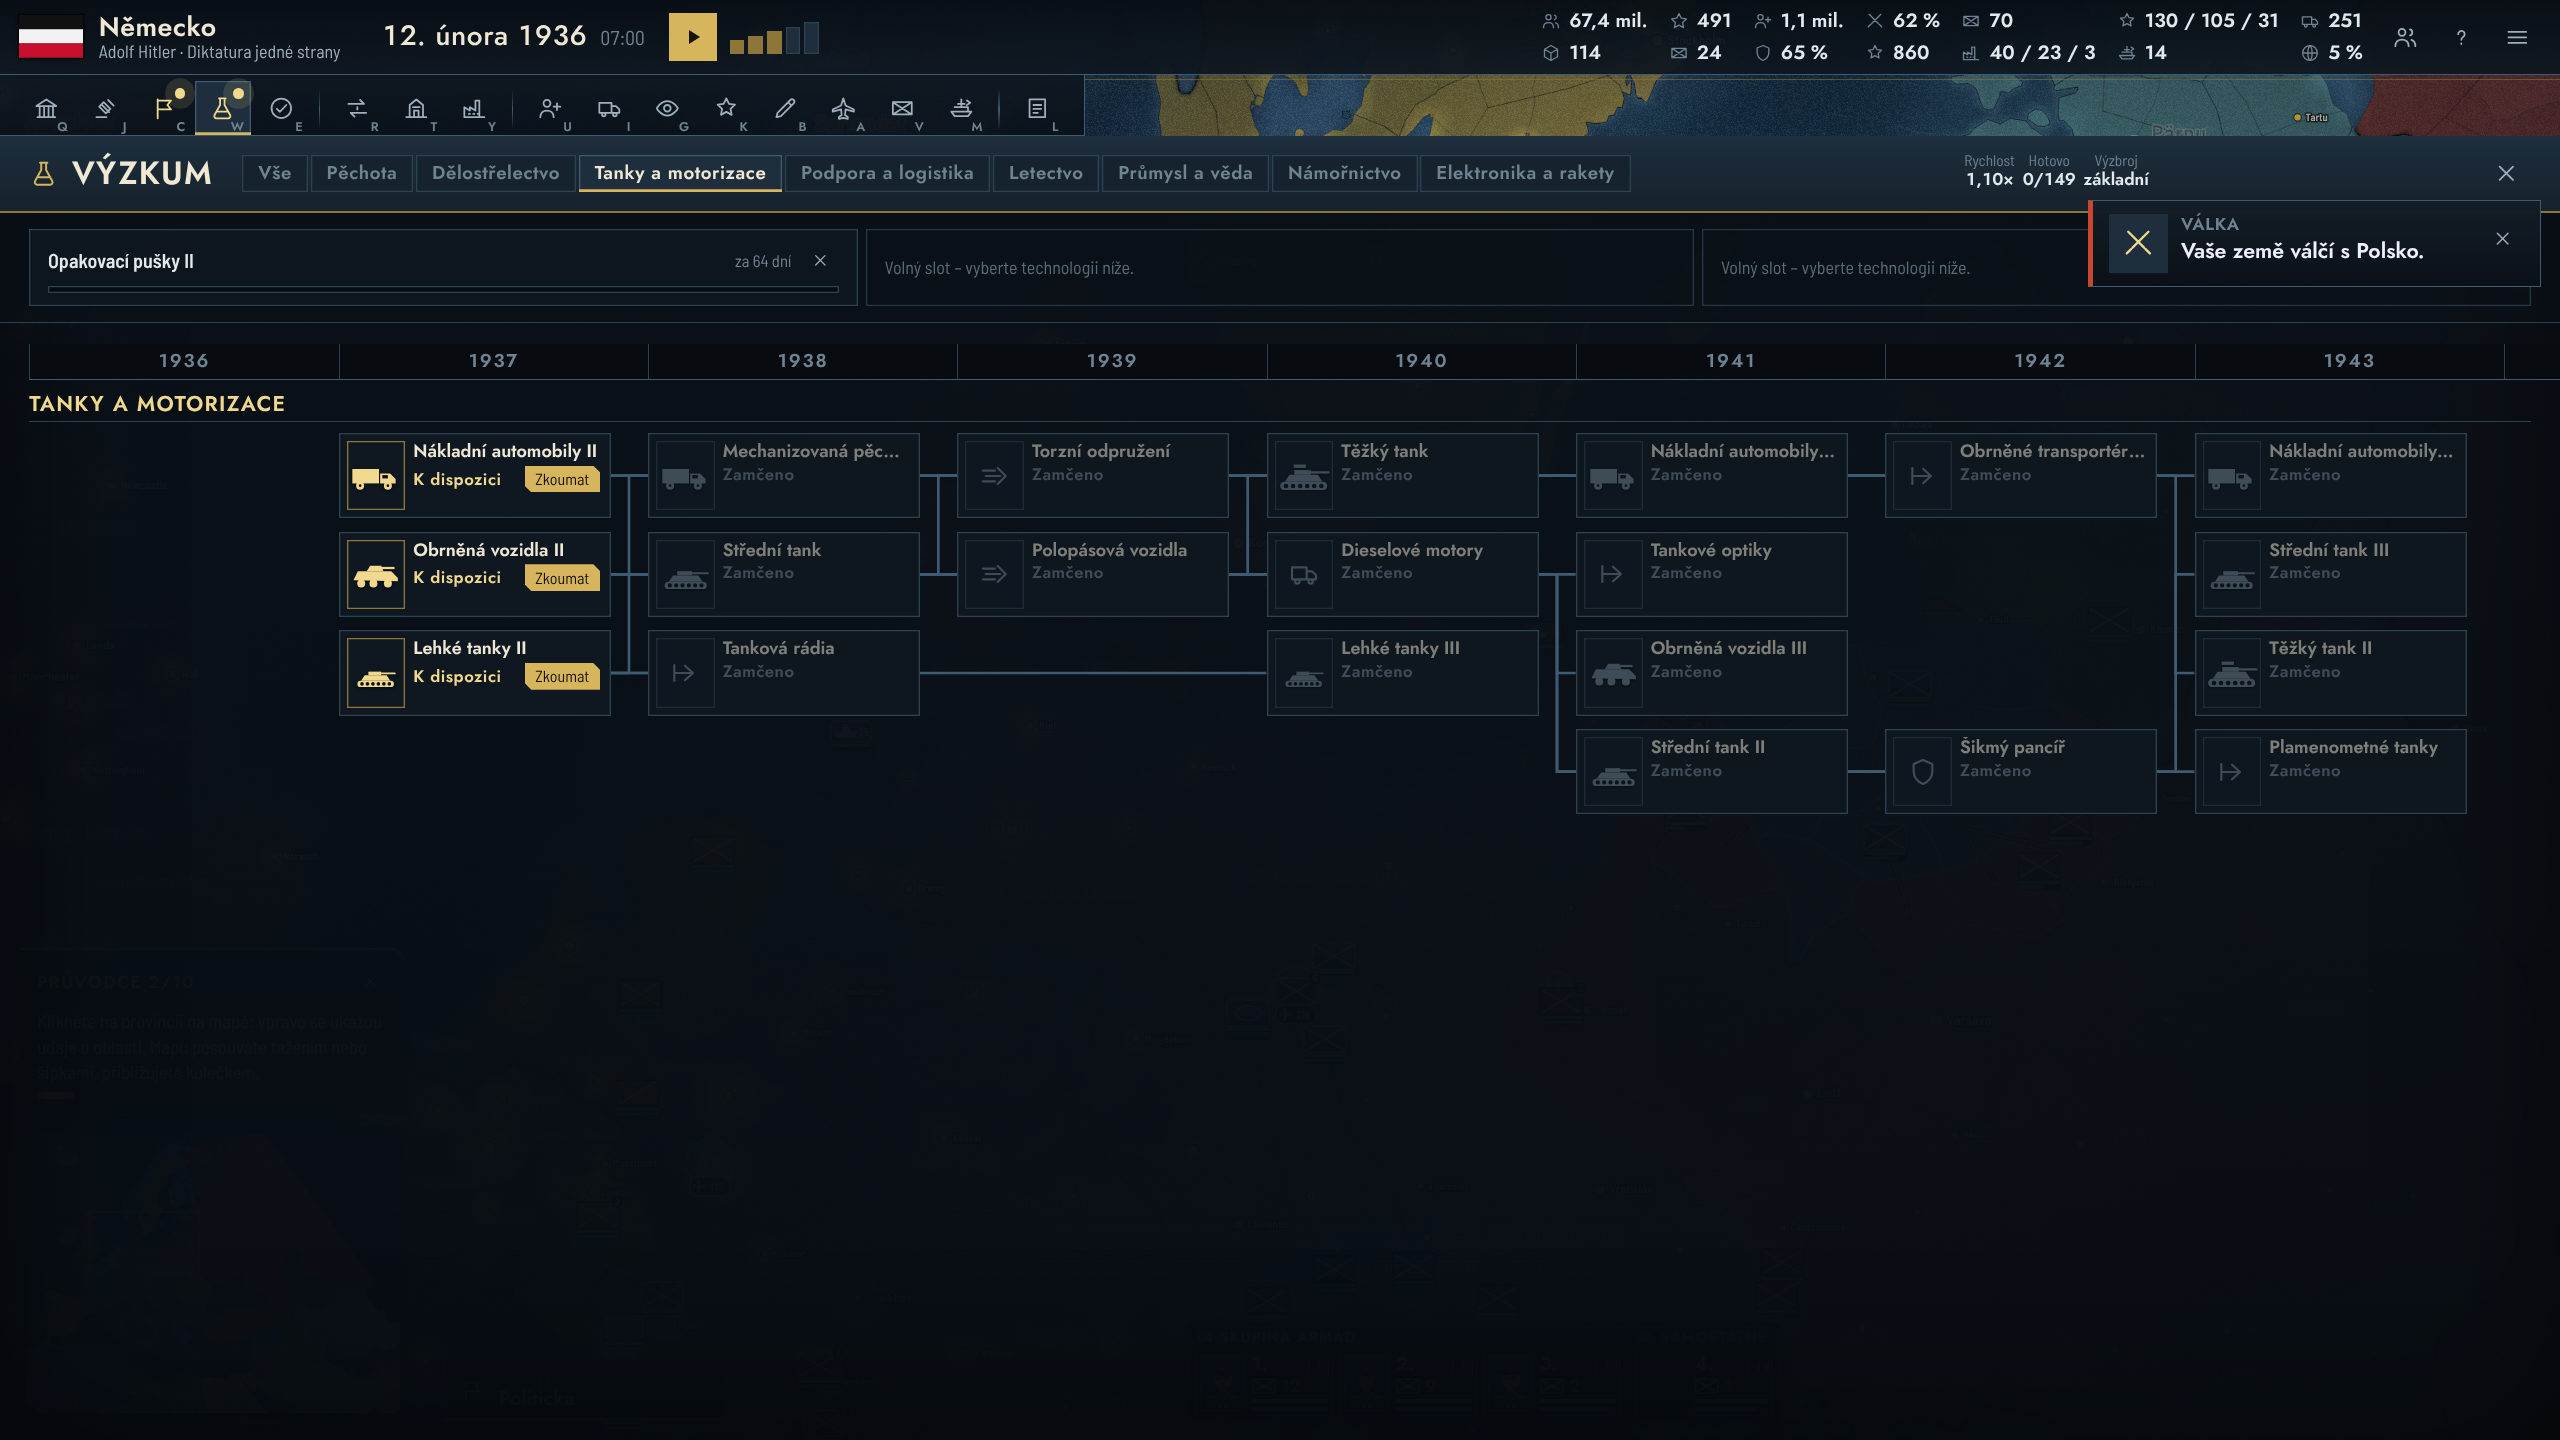 Německo
Adolf Hitler · Diktatura jedné strany
12. února 1936 07:00
67,4 mil. 491 1,1 mil. 62 % 70 130 / 105 / 31 251
114 24 65 % 860 40 / 23 / 3 14 5 %
?
Q J C W E R T Y U I G K B A V M L
Tartu
Pärnu
VÝZKUM
Vše
Pěchota
Dělostřelectvo
Tanky a motorizace
Podpora a logistika
Letectvo
Průmysl a věda
Námořnictvo
Elektronika a rakety
Rychlost Hotovo Výzbroj
1,10× 0/149 základní
VÁLKA
Vaše země válčí s Polsko.
Opakovací pušky II
za 64 dní
Volný slot – vyberte technologii níže.
Volný slot – vyberte technologii níže.
1936 1937 1938 1939 1940 1941 1942 1943
TANKY A MOTORIZACE
Nákladní automobily II
K dispozici Zkoumat
Mechanizovaná pěc...
Zamčeno
Torzní odpružení
Zamčeno
Těžký tank
Zamčeno
Nákladní automobily...
Zamčeno
Obrněné transportér...
Zamčeno
Nákladní automobily...
Zamčeno
Obrněná vozidla II
K dispozici Zkoumat
Střední tank
Zamčeno
Polopásová vozidla
Zamčeno
Dieselové motory
Zamčeno
Tankové optiky
Zamčeno
Střední tank III
Zamčeno
Lehké tanky II
K dispozici Zkoumat
Tanková rádia
Zamčeno
Lehké tanky III
Zamčeno
Obrněná vozidla III
Zamčeno
Těžký tank II
Zamčeno
Střední tank II
Zamčeno
Šikmý pancíř
Zamčeno
Plamenometné tanky
Zamčeno
PRŮVODCE 2/10
Politická